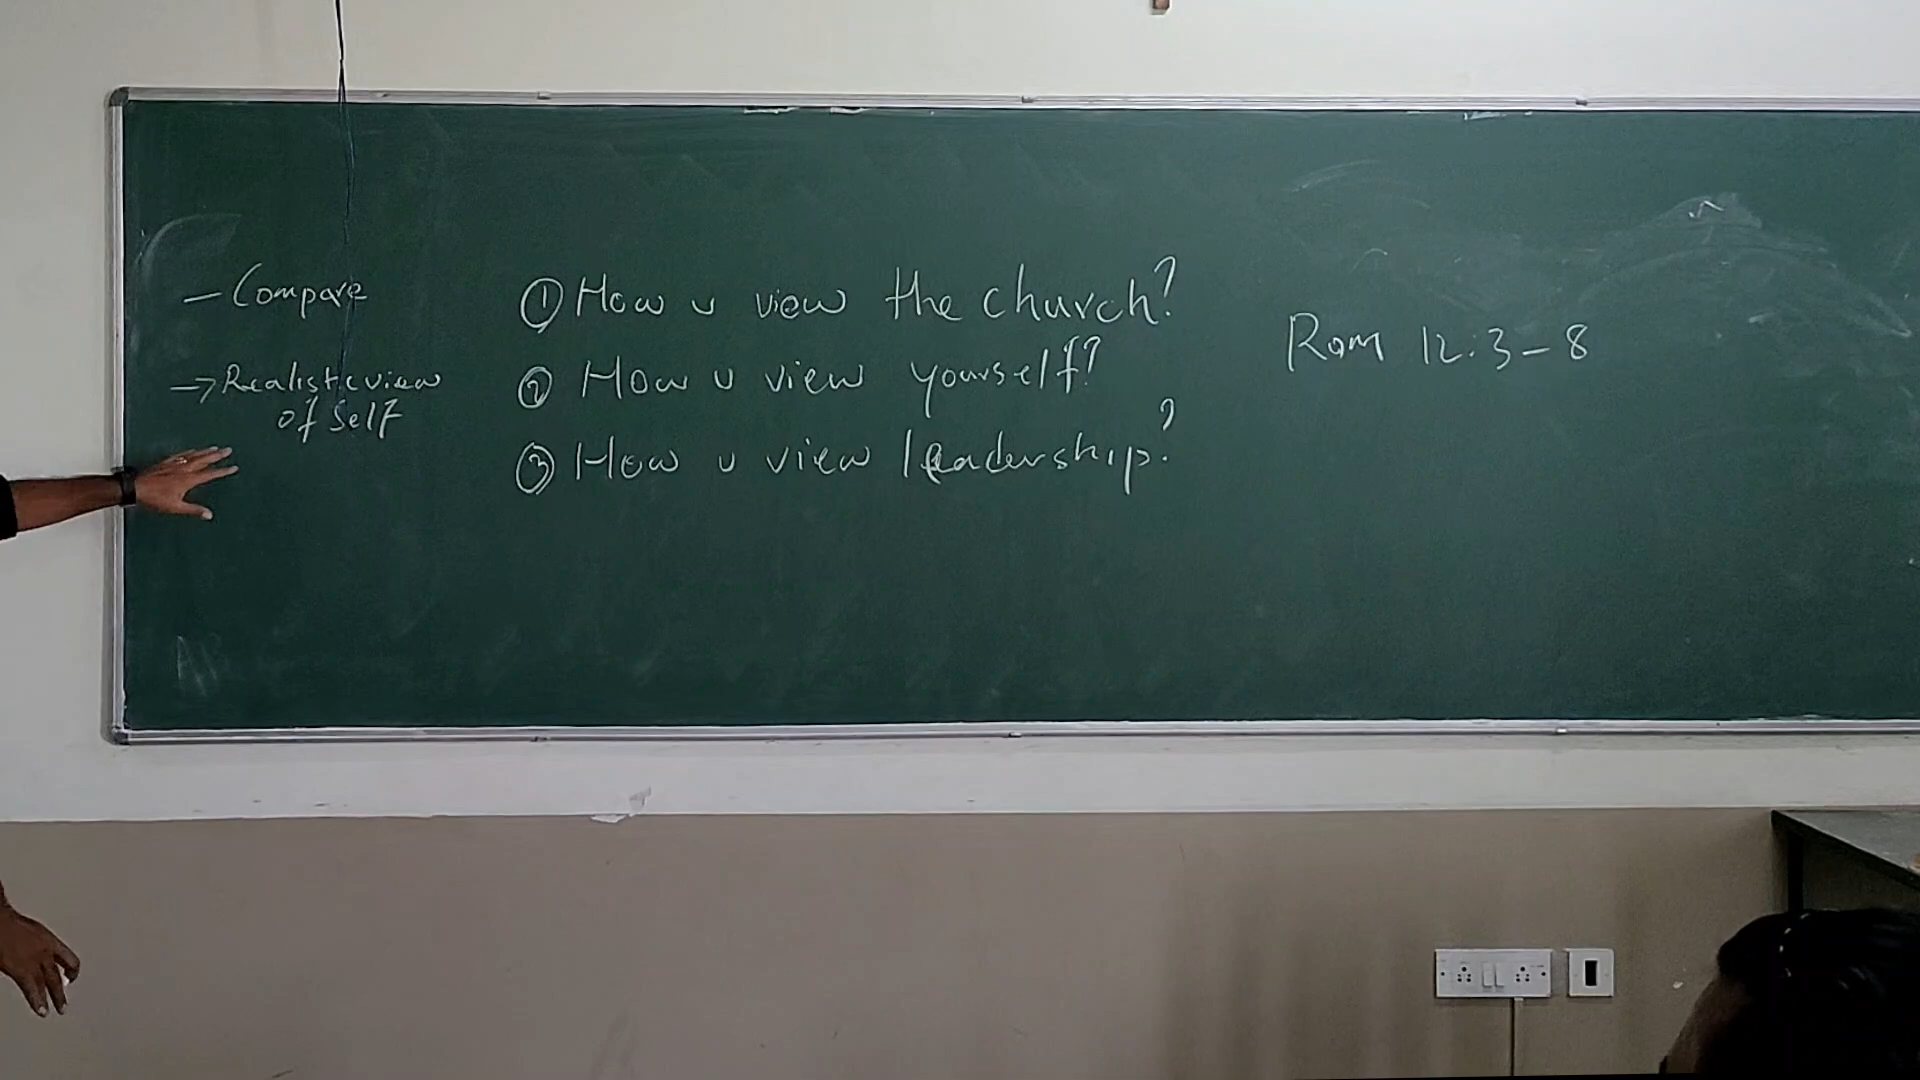 – Compare
→ Realistic view
of Self
① How u view the church?
② How u view yourself?
③ How u view leadership?
Rom 12:3-8